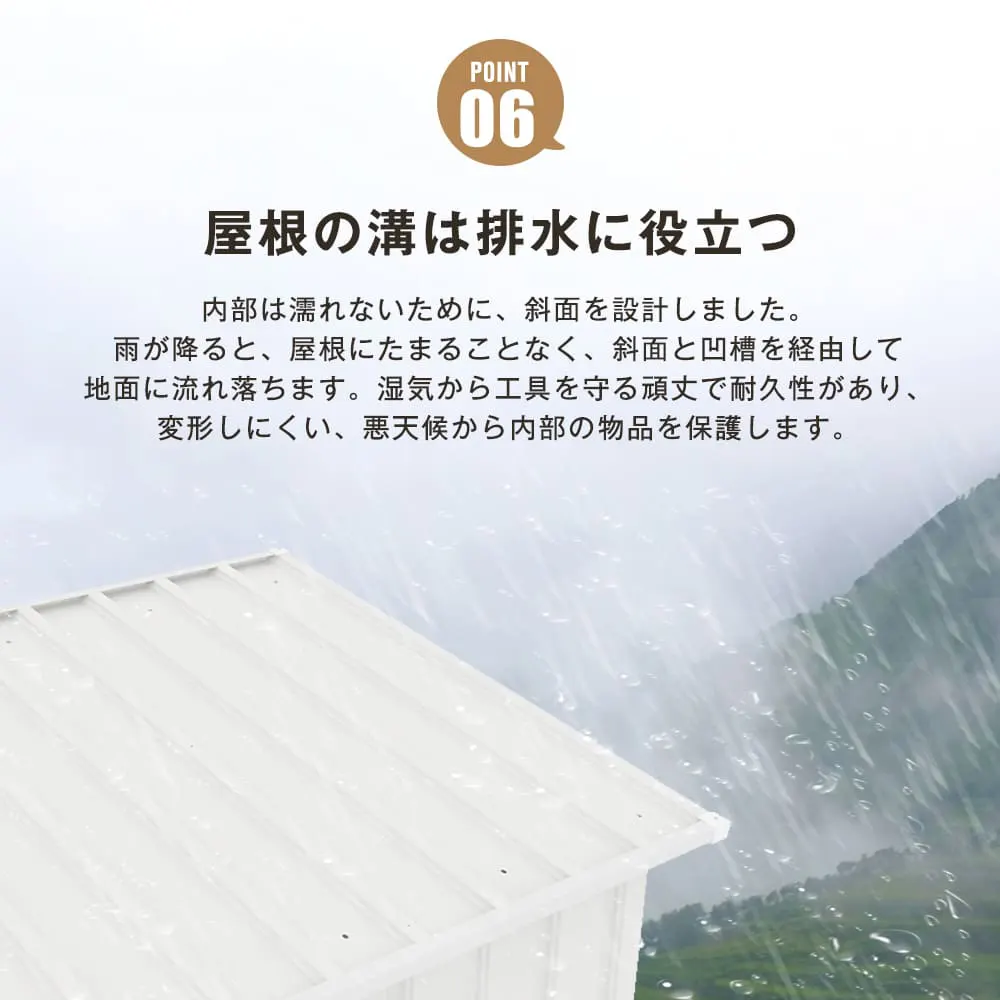 POINT
06
屋根の溝は排水に役立つ
内部は濡れないために、斜面を設計しました。
雨が降ると、屋根にたまることなく、斜面と凹槽を経由して
地面に流れ落ちます。湿気から工具を守る頑丈で耐久性があり、
変形しにくい、悪天候から内部の物品を保護します。